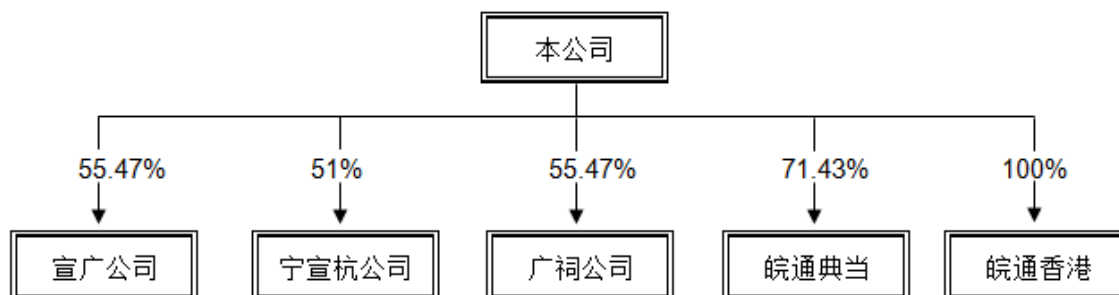 本公司
55.47%
51%
55.47%
71.43%
100%
宣广公司
宁宣杭公司
广祠公司
皖通典当
皖通香港